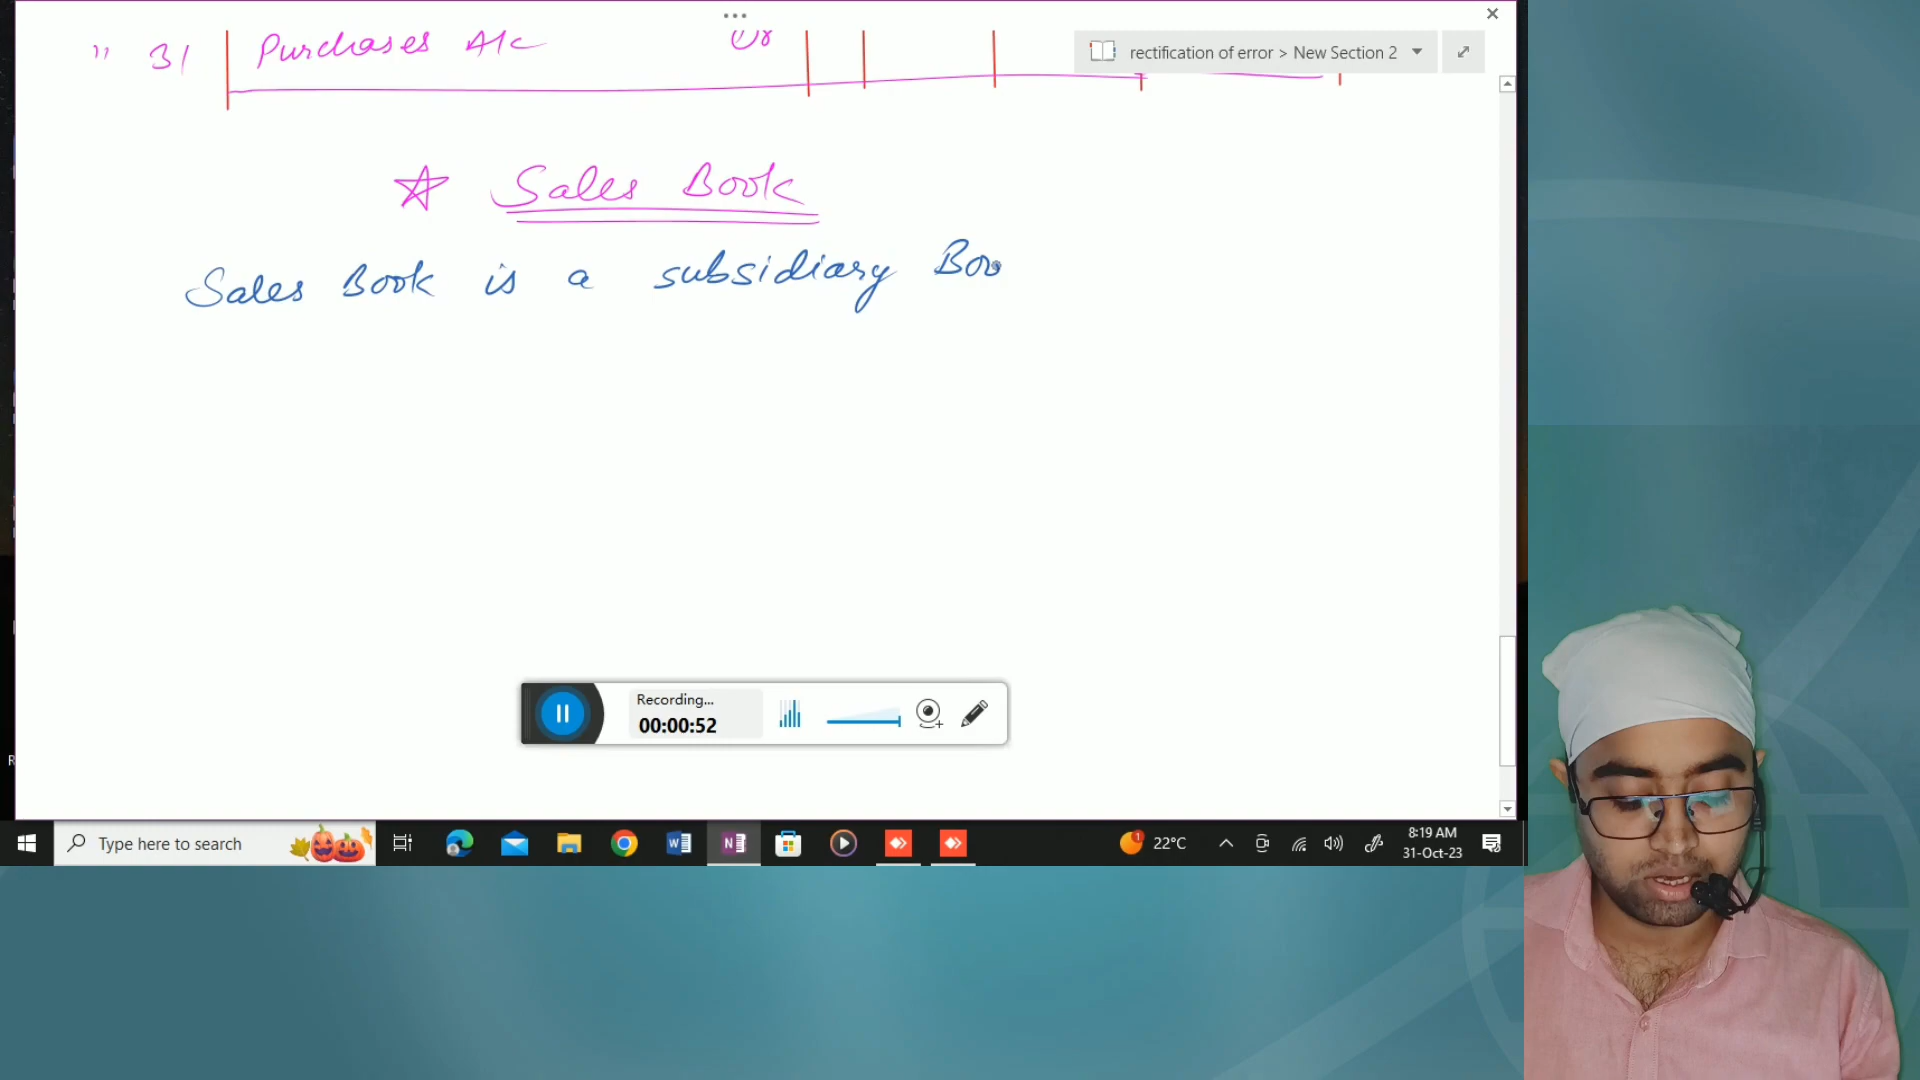 rectification of error > New Section 2
" 31 Purchases A/c Dr
Sales Book
Sales Book is a subsidiary Boo
Recording...
00:00:52
Type here to search
22°C
8:19 AM
31-Oct-23